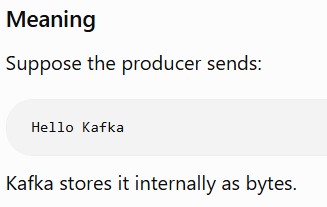 Meaning
Suppose the producer sends:
Hello Kafka
Kafka stores it internally as bytes.